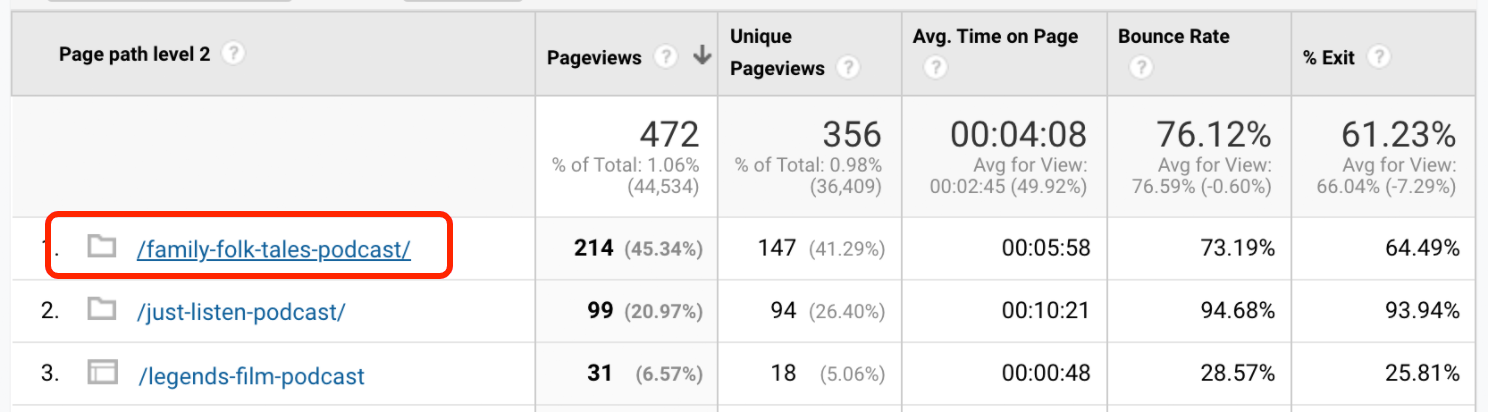 Page path level 2 ?
Pageviews ?
Unique Pageviews ?
Avg. Time on Page ?
Bounce Rate ?
% Exit ?
472
% of Total: 1.06%
(44,534)
356
% of Total: 0.98%
(36,409)
00:04:08
Avg for View:
00:02:45 (49.92%)
76.12%
Avg for View:
76.59% (-0.60%)
61.23%
Avg for View:
66.04% (-7.29%)
1. /family-folk-tales-podcast/ 214 (45.34%) 147 (41.29%) 00:05:58 73.19% 64.49%
2. /just-listen-podcast/ 99 (20.97%) 94 (26.40%) 00:10:21 94.68% 93.94%
3. /legends-film-podcast 31 (6.57%) 18 (5.06%) 00:00:48 28.57% 25.81%